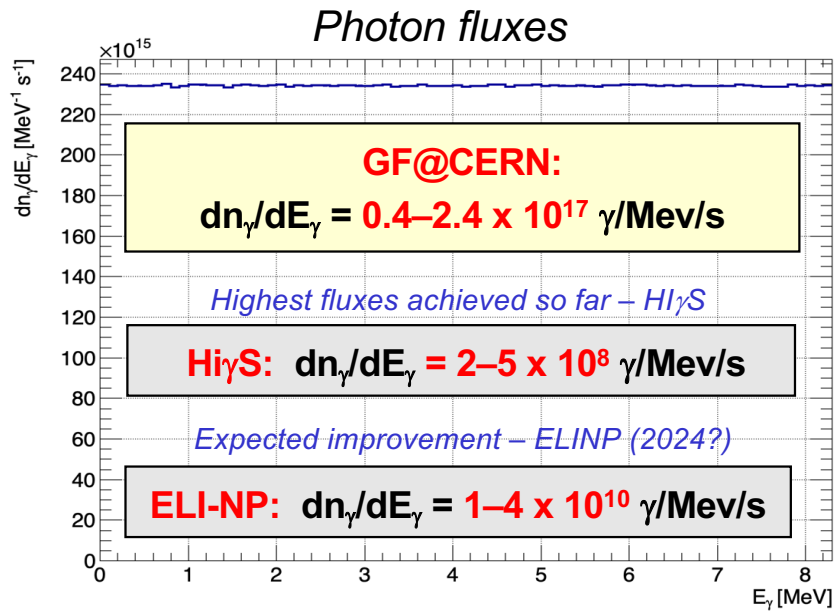 Photon fluxes
×10¹⁵
dnᵧ/dEᵧ [MeV⁻¹ s⁻¹]
240
220
200
180
160
140
120
100
80
60
40
20
0
GF@CERN:
dnᵧ/dEᵧ = 0.4–2.4 x 10¹⁷ γ/Mev/s
Highest fluxes achieved so far – HIγS
HiγS: dnᵧ/dEᵧ = 2–5 x 10⁸ γ/Mev/s
Expected improvement – ELINP (2024?)
ELI-NP: dnᵧ/dEᵧ = 1–4 x 10¹⁰ γ/Mev/s
0 1 2 3 4 5 6 7 8
Eᵧ [MeV]